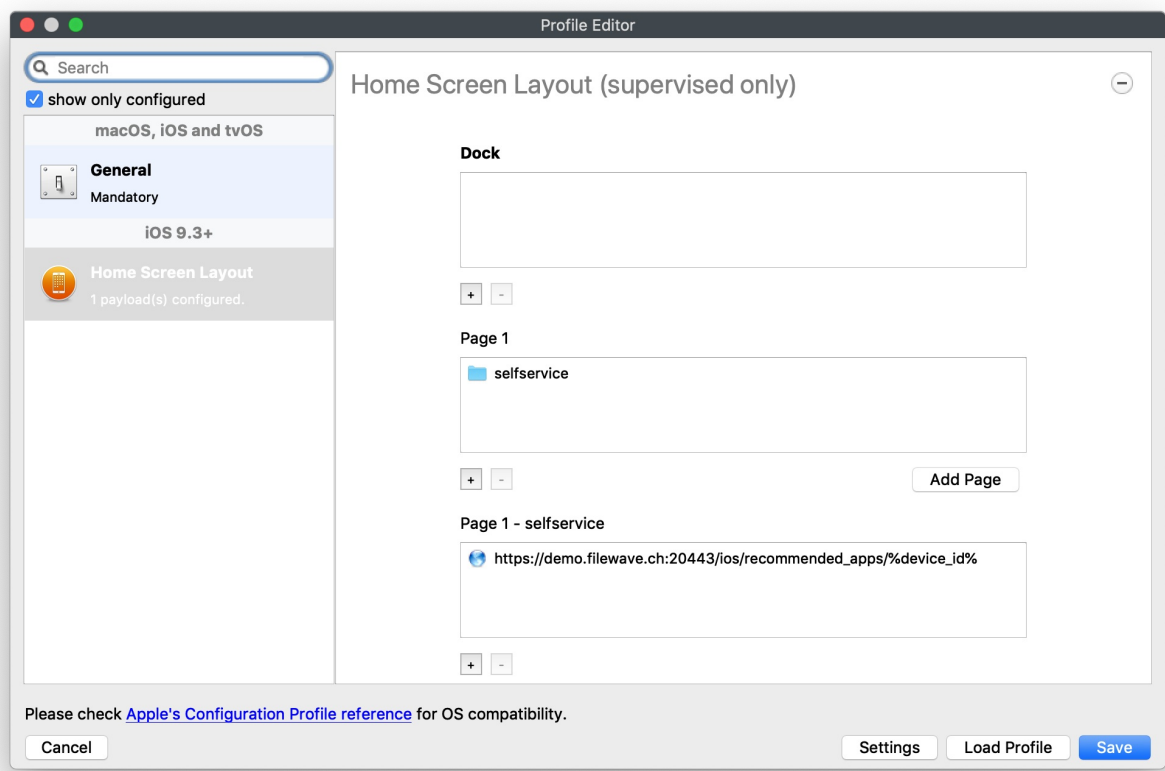 Profile Editor
Search
show only configured
macOS, iOS and tvOS
General
Mandatory
iOS 9.3+
Home Screen Layout
1 payload(s) configured.
Home Screen Layout (supervised only)
Dock
+ -
Page 1
selfservice
+ -
Add Page
Page 1 - selfservice
https://demo.filewave.ch:20443/ios/recommended_apps/%device_id%
+ -
Please check Apple's Configuration Profile reference for OS compatibility.
Cancel
Settings
Load Profile
Save